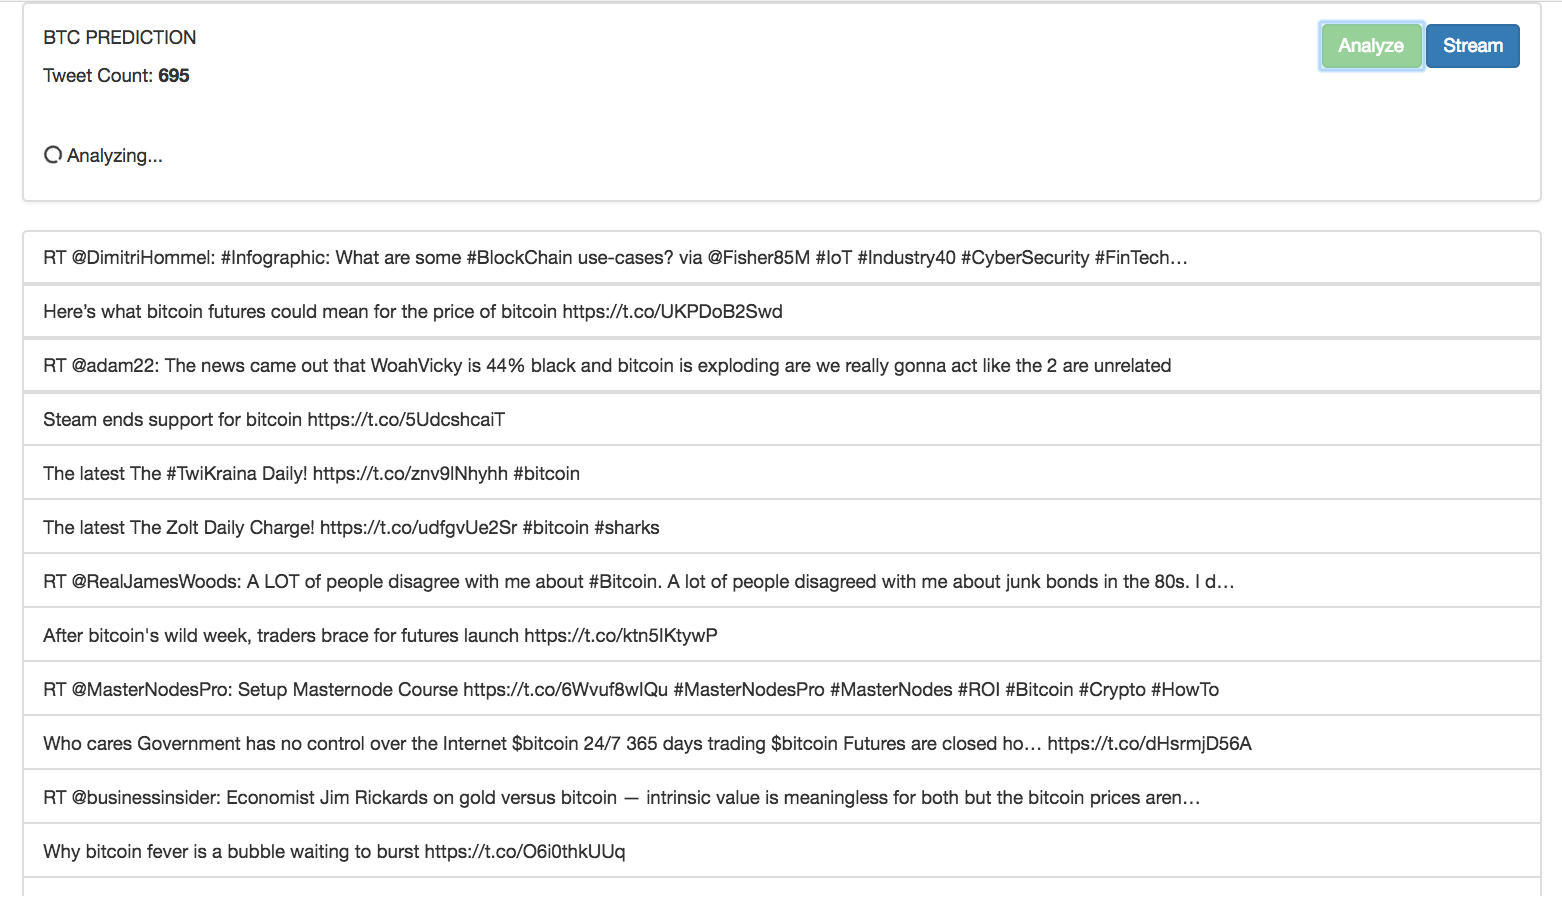 BTC PREDICTION
Analyze
Stream
Tweet Count: 695
Analyzing...
RT @DimitriHommel: #Infographic: What are some #BlockChain use-cases? via @Fisher85M #IoT #Industry40 #CyberSecurity #FinTech…
Here’s what bitcoin futures could mean for the price of bitcoin https://t.co/UKPDoB2Swd
RT @adam22: The news came out that WoahVicky is 44% black and bitcoin is exploding are we really gonna act like the 2 are unrelated
Steam ends support for bitcoin https://t.co/5UdcshcaiT
The latest The #TwiKraina Daily! https://t.co/znv9lNhyhh #bitcoin
The latest The Zolt Daily Charge! https://t.co/udfgvUe2Sr #bitcoin #sharks
RT @RealJamesWoods: A LOT of people disagree with me about #Bitcoin. A lot of people disagreed with me about junk bonds in the 80s. I d…
After bitcoin's wild week, traders brace for futures launch https://t.co/ktn5IKtywP
RT @MasterNodesPro: Setup Masternode Course https://t.co/6Wvuf8wIQu #MasterNodesPro #MasterNodes #ROI #Bitcoin #Crypto #HowTo
Who cares Government has no control over the Internet $bitcoin 24/7 365 days trading $bitcoin Futures are closed ho… https://t.co/dHsrmjD56A
RT @businessinsider: Economist Jim Rickards on gold versus bitcoin — intrinsic value is meaningless for both but the bitcoin prices aren…
Why bitcoin fever is a bubble waiting to burst https://t.co/O6i0thkUUq